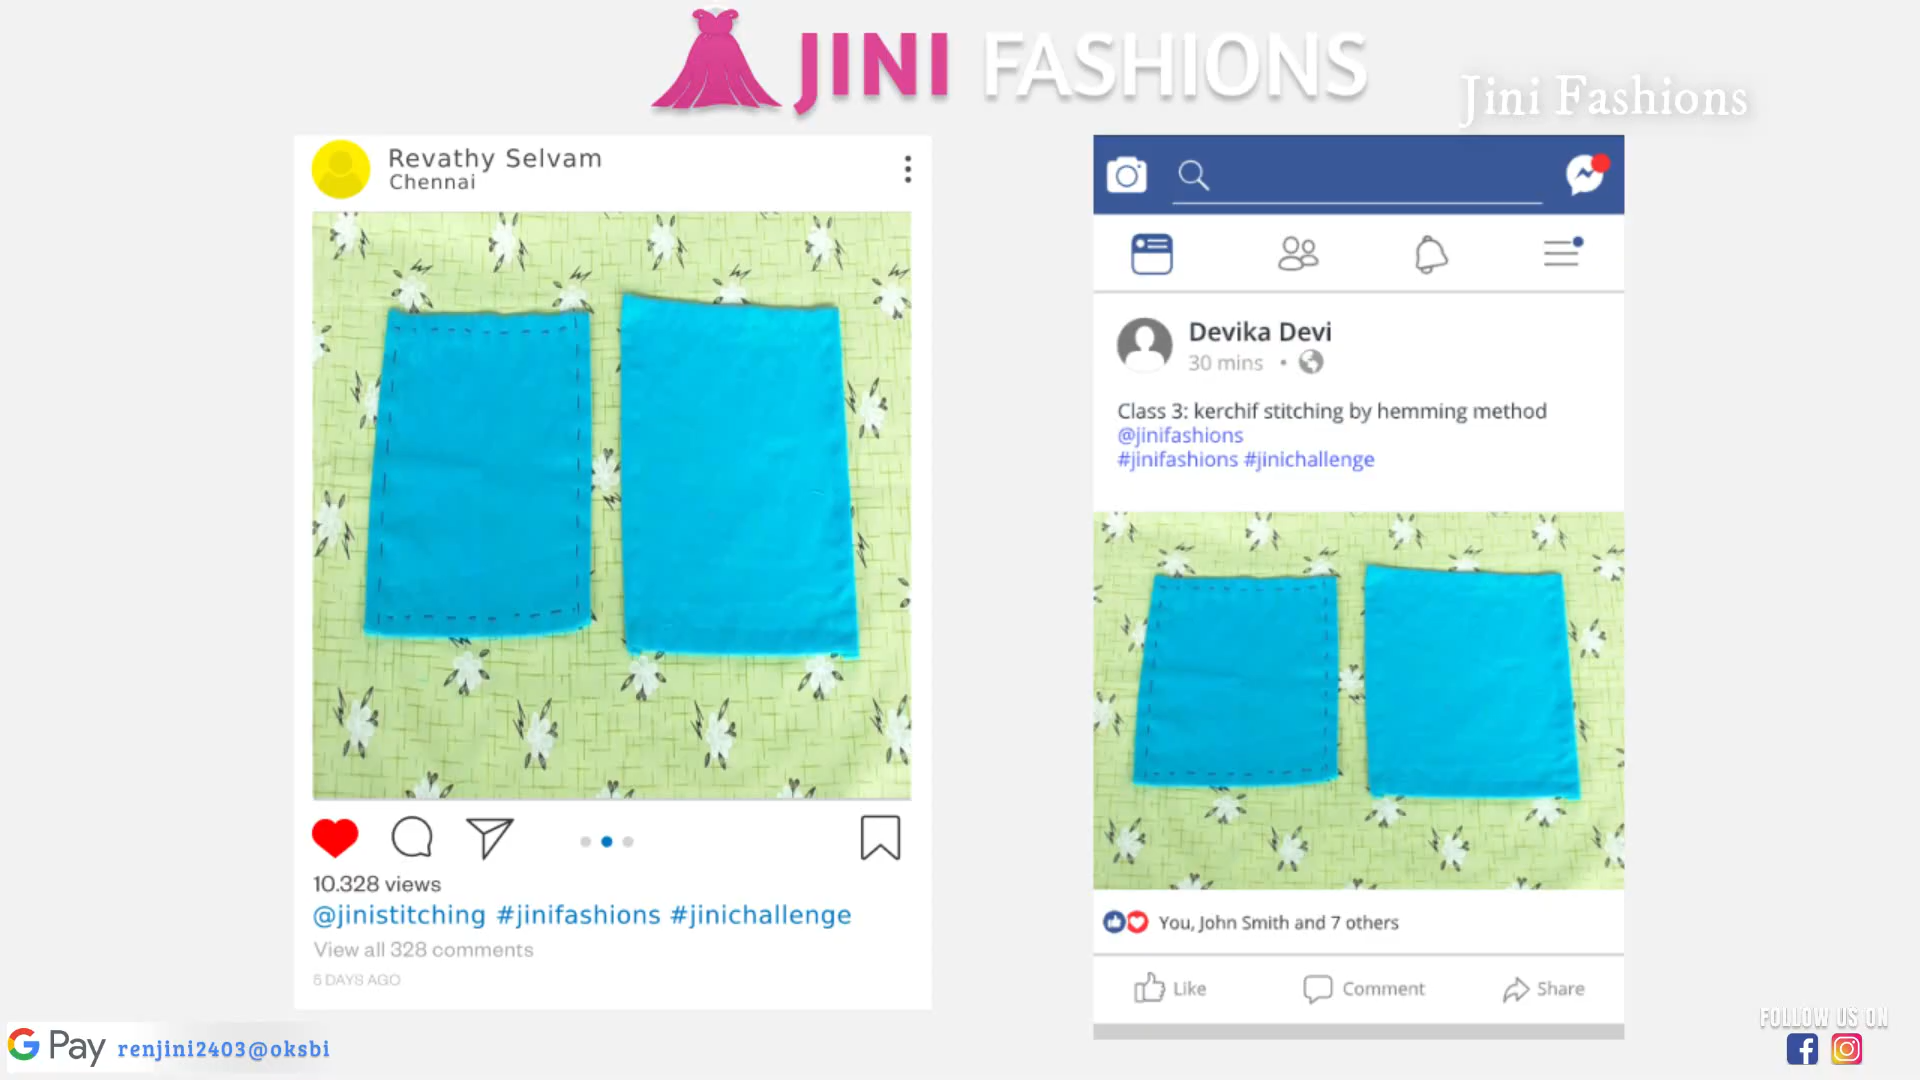 JINI FASHIONS
Jini Fashions
Revathy Selvam
Chennai
10.328 views
@jinistitching #jinifashions #jinichallenge
View all 328 comments
5 DAYS AGO
Devika Devi
30 mins
Class 3: kerchif stitching by hemming method
@jinifashions
#jinifashions #jinichallenge
You, John Smith and 7 others
Like Comment Share
G Pay renjini2403@oksbi
FOLLOW US ON